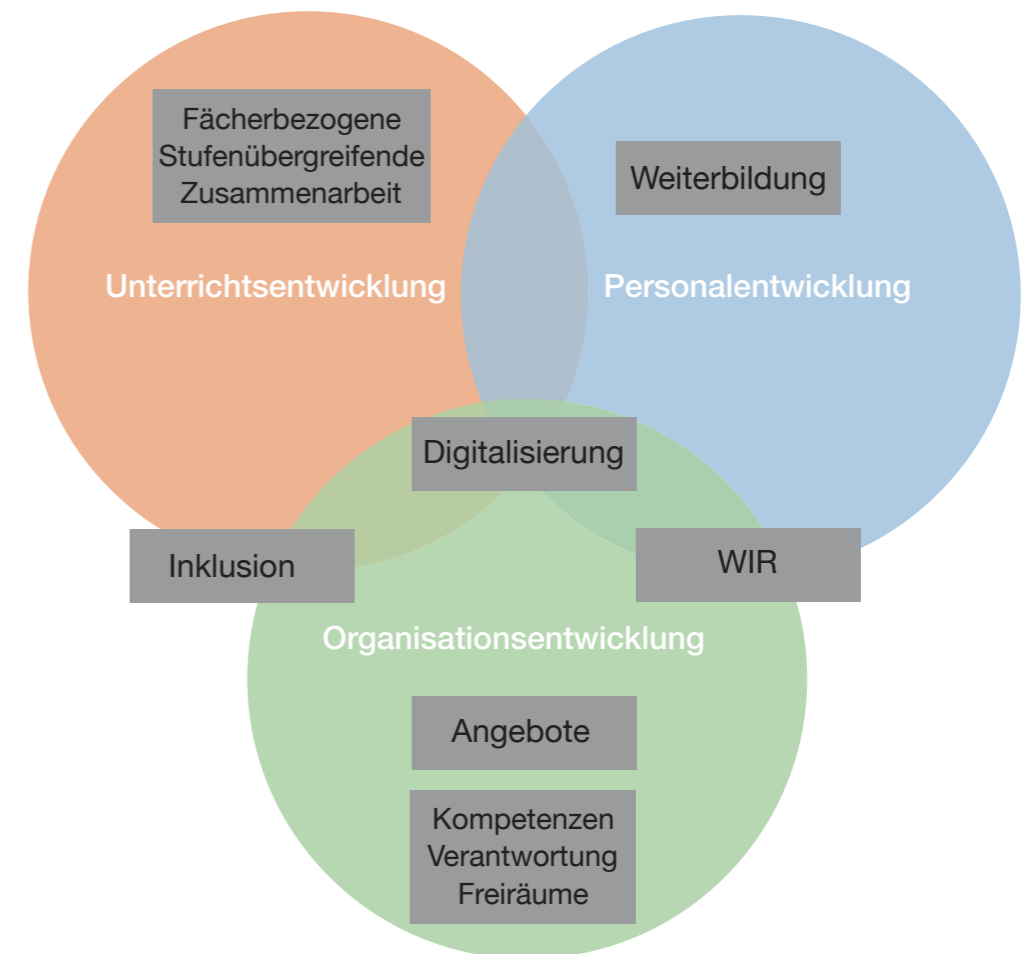 Fächerbezogene
Stufenübergreifende
Zusammenarbeit
Weiterbildung
Unterrichtsentwicklung
Personalentwicklung
Digitalisierung
Inklusion
WIR
Organisationsentwicklung
Angebote
Kompetenzen
Verantwortung
Freiräume